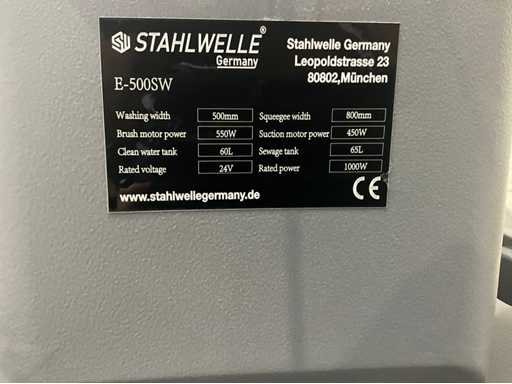 SW STAHLWELLE®
Germany
Stahlwelle Germany
Leopoldstrasse 23
80802,München
E-500SW
Washing width 500mm Squeegee width 800mm
Brush motor power 550W Suction motor power 450W
Clean water tank 60L Sewage tank 65L
Rated voltage 24V Rated power 1000W
www.stahlwellegermany.de CE